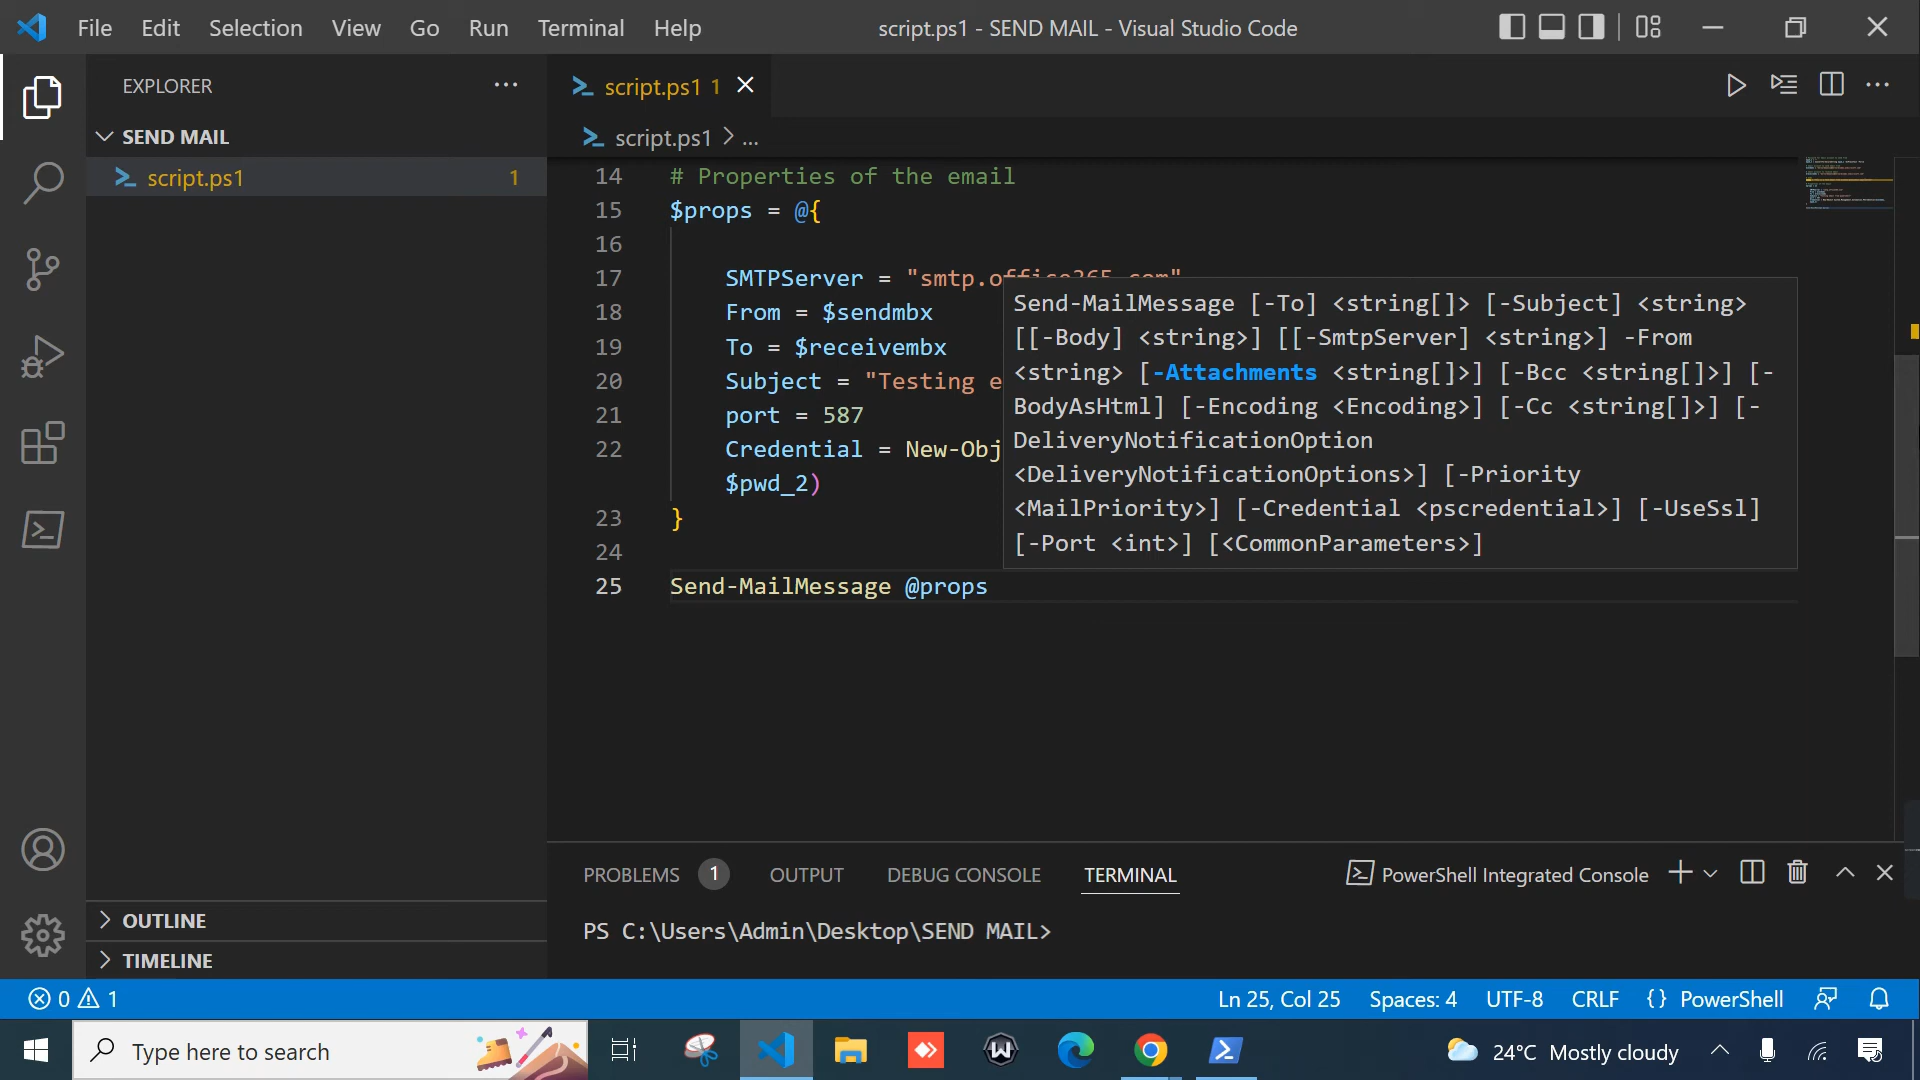 File Edit Selection View Go Run Terminal Help
script.ps1 - SEND MAIL - Visual Studio Code
EXPLORER
SEND MAIL
script.ps1 1
script.ps1 1
script.ps1 > ...
14 # Properties of the email
15 $props = @{
16
17 SMTPServer = "smtp.office365.com"
18 From = $sendmbx
19 To = $receivembx
20 Subject = "Testing e
21 port = 587
22 Credential = New-Obj
$pwd_2)
23 }
24
25 Send-MailMessage @props
Send-MailMessage [-To] <string[]> [-Subject] <string>
[[-Body] <string>] [[-SmtpServer] <string>] -From
<string> [-Attachments <string[]>] [-Bcc <string[]>] [-
BodyAsHtml] [-Encoding <Encoding>] [-Cc <string[]>] [-
DeliveryNotificationOption
<DeliveryNotificationOptions>] [-Priority
<MailPriority>] [-Credential <pscredential>] [-UseSsl]
[-Port <int>] [<CommonParameters>]
PROBLEMS 1 OUTPUT DEBUG CONSOLE TERMINAL
PowerShell Integrated Console
PS C:\Users\Admin\Desktop\SEND MAIL>
OUTLINE
TIMELINE
0 1
Ln 25, Col 25 Spaces: 4 UTF-8 CRLF {} PowerShell
Type here to search
24°C Mostly cloudy